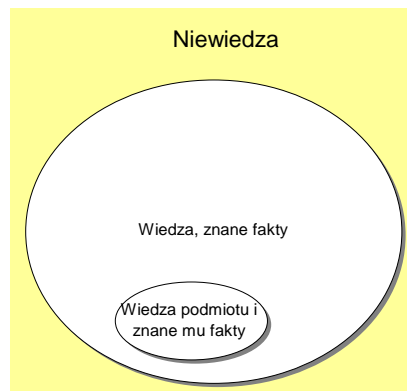 Niewiedza
Wiedza, znane fakty
Wiedza podmiotu i
znane mu fakty